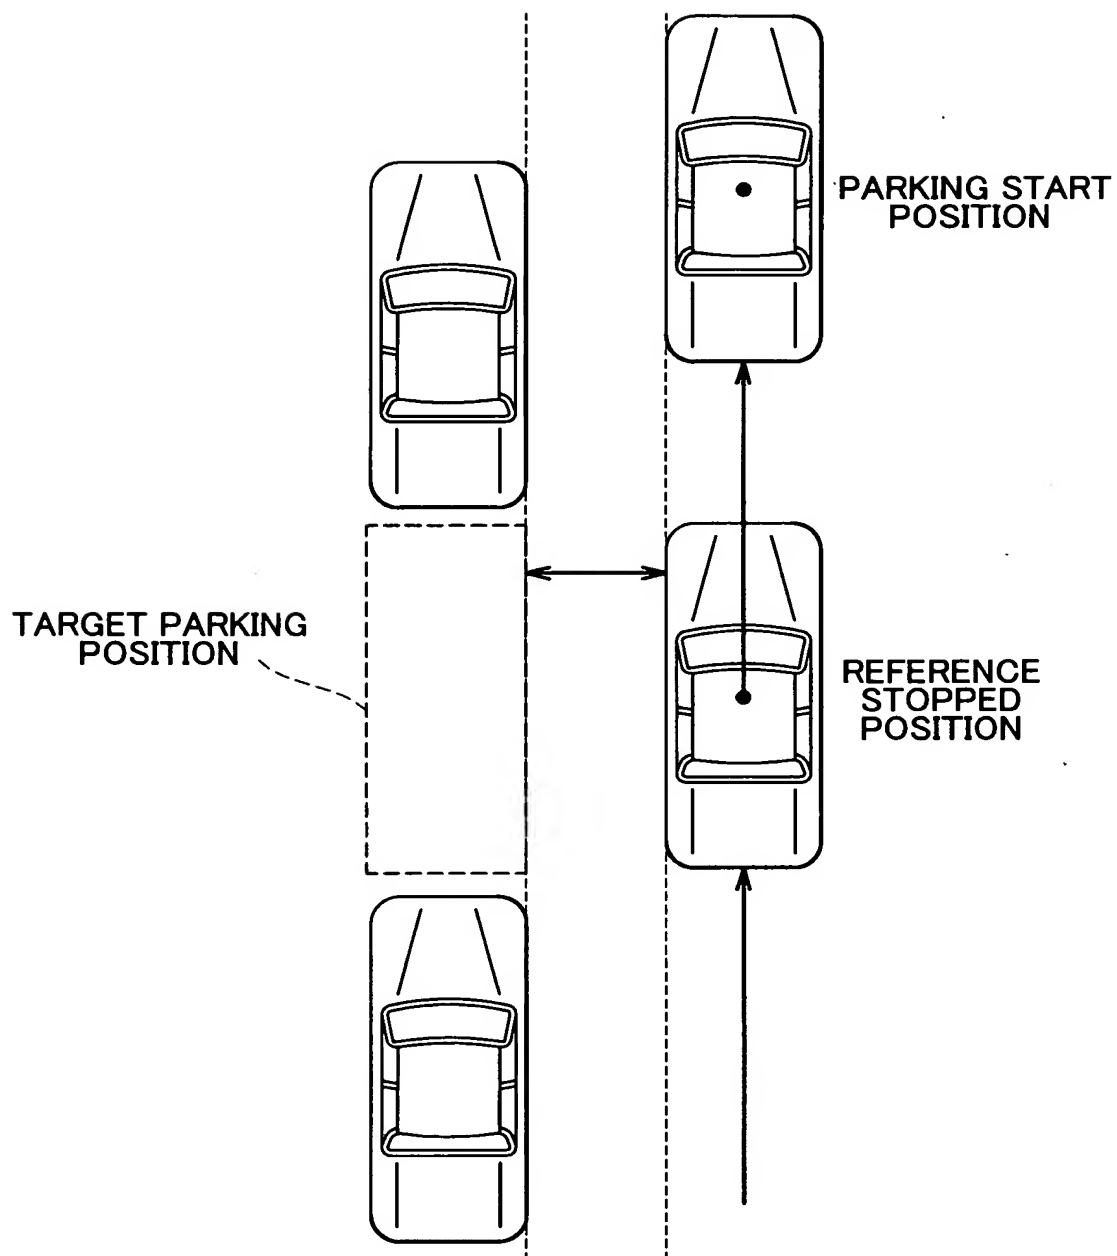 PARKING START
POSITION
TARGET PARKING
POSITION
REFERENCE
STOPPED
POSITION